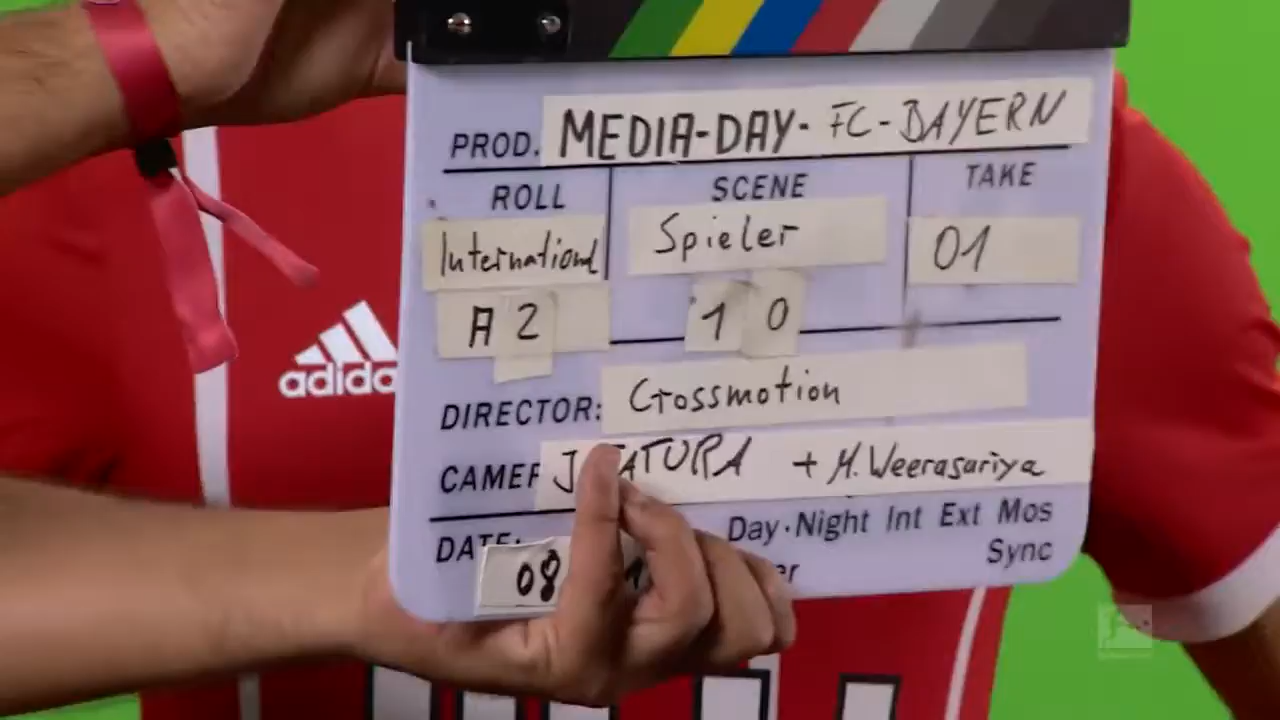 PROD. MEDIA-DAY- FC-BAYERN
ROLL SCENE TAKE
International Spieler 01
A 2 1 0
adidas
DIRECTOR: Crossmotion
+ M. Weerasuriya
Day·Night Int Ext Mos
DATE: 08
Sync